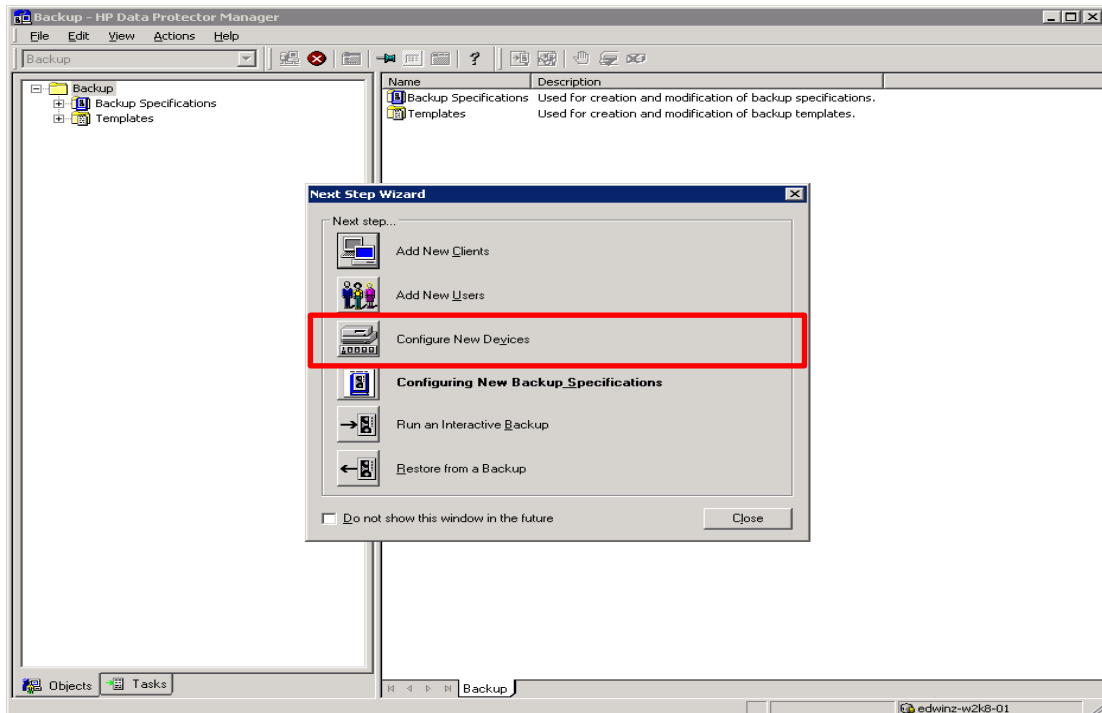 Backup - HP Data Protector Manager
File Edit View Actions Help
Backup
Backup
Backup Specifications
Templates
Name Description
Backup Specifications Used for creation and modification of backup specifications.
Templates Used for creation and modification of backup templates.
Next Step Wizard
Next step...
Add New Clients
Add New Users
Configure New Devices
Configuring New Backup Specifications
Run an Interactive Backup
Restore from a Backup
Do not show this window in the future
Close
Objects Tasks
Backup
edwinz-w2k8-01